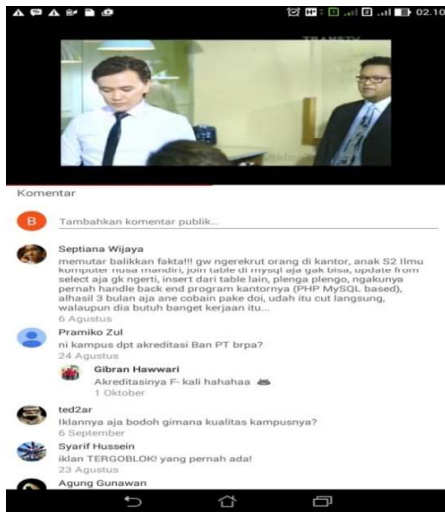 02.10
TRANSTV
Komentar
B
Tambahkan komentar publik...
Septiana Wijaya
memutar balikkan fakta!!! gw ngerekrut orang di kantor, anak S2 Ilmu
komputer nusa mandiri, join table di mysql aja gak bisa, update from
select aja gk ngerti, insert dari table lain, plenga plengo, ngakunya
pernah handle back end program kantornya (PHP MySQL based),
alhasil 3 bulan aja ane cobain pake doi, udah itu cut langsung,
walaupun dia butuh banget kerjaan itu...
6 Agustus
Pramiko Zul
ni kampus dpt akreditasi Ban PT brpa?
24 Agustus
Gibran Hawwari
Akreditasinya F- kali hahahaa
1 Oktober
ted2ar
Iklannya aja bodoh gimana kualitas kampusnya?
6 September
Syarif Hussein
iklan TERGOBLOK! yang pernah ada!
23 Agustus
Agung Gunawan